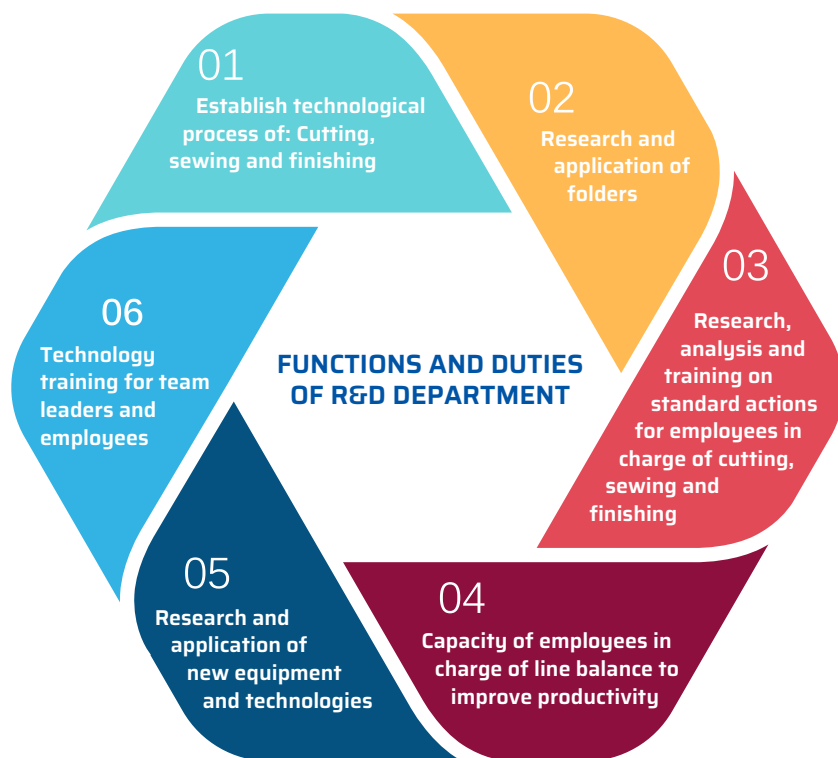 01
Establish technological
process of: Cutting,
sewing and finishing
02
Research and
application of
folders
03
Research,
analysis and
training on
standard actions
for employees in
charge of cutting,
sewing and
finishing
04
Capacity of employees in
charge of line balance to
improve productivity
05
Research and
application of
new equipment
and technologies
06
Technology
training for team
leaders and
employees
FUNCTIONS AND DUTIES
OF R&D DEPARTMENT